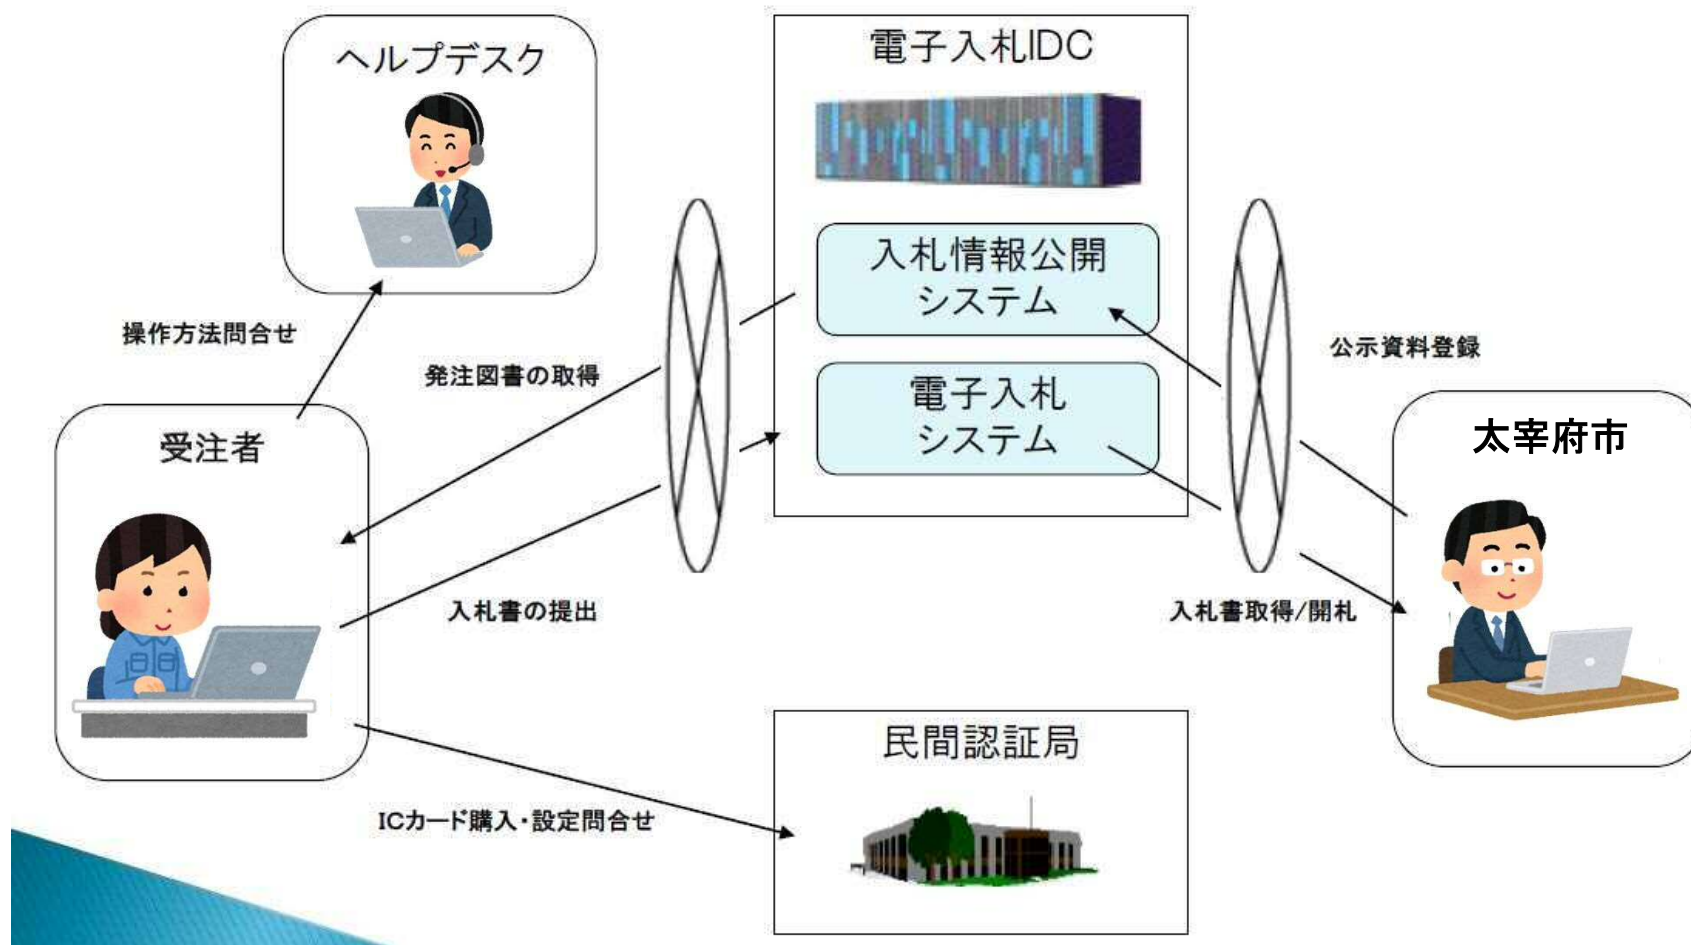 ヘルプデスク
電子入札IDC
入札情報公開
システム
操作方法問合せ
発注図書の取得
公示資料登録
電子入札
システム
受注者
太宰府市
入札書の提出
入札書取得/開札
民間認証局
ICカード購入・設定問合せ